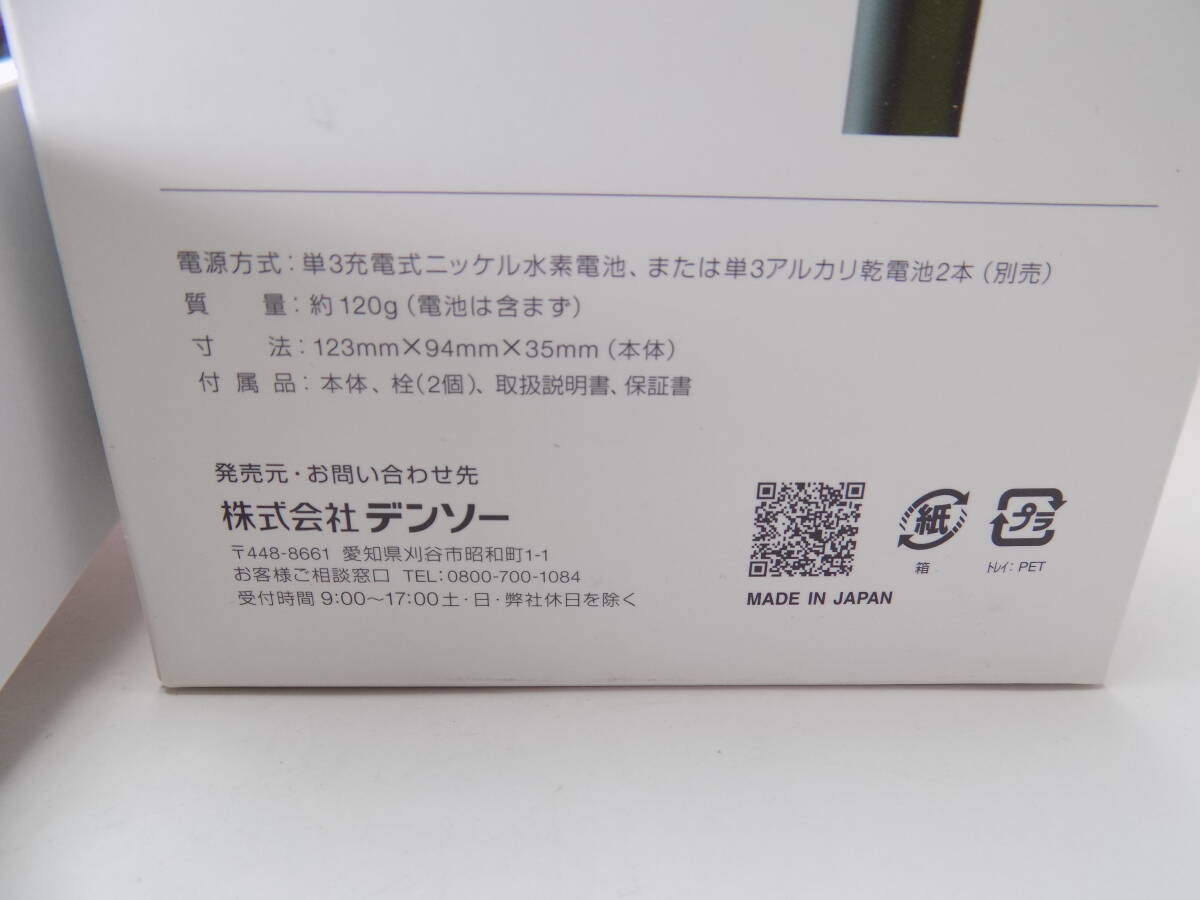 電源方式：単3充電式ニッケル水素電池、または単3アルカリ乾電池2本（別売）
質　量：約120g（電池は含まず）
寸　法：123mm×94mm×35mm（本体）
付属品：本体、栓（2個）、取扱説明書、保証書
発売元・お問い合わせ先
株式会社デンソー
〒448-8661 愛知県刈谷市昭和町1-1
お客様ご相談窓口 TEL：0800-700-1084
受付時間 9:00〜17:00 土・日・弊社休日を除く
紙
箱
プラ
トレイ：PET
MADE IN JAPAN